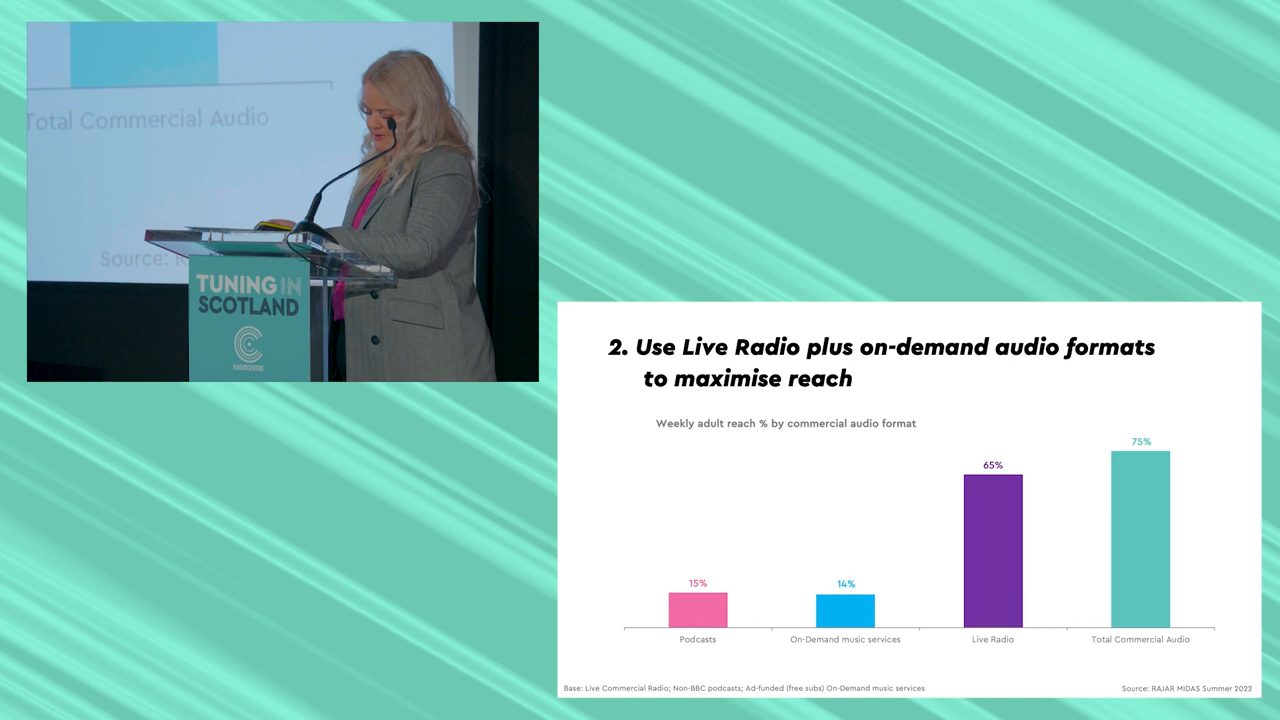 Total Commercial Audio
Source:
TUNING IN
SCOTLAND
RADIOCENTRE
2. Use Live Radio plus on-demand audio formats
to maximise reach
Weekly adult reach % by commercial audio format
15%
14%
65%
75%
Podcasts
On-Demand music services
Live Radio
Total Commercial Audio
Base: Live Commercial Radio; Non-BBC podcasts; Ad-funded (free subs) On-Demand music services
Source: RAJAR MIDAS Summer 2022